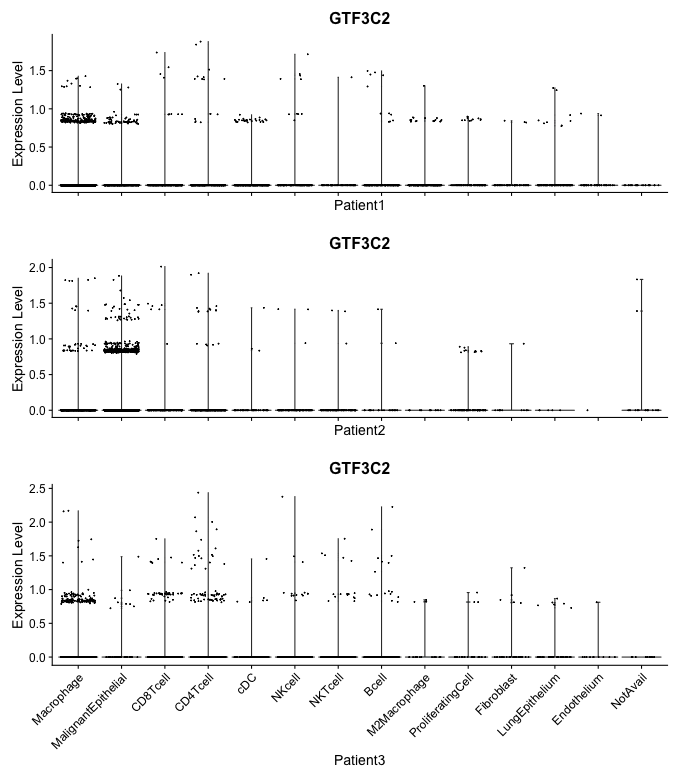 GTF3C2
Expression Level
1.5
1.0
0.5
0.0
Patient1
GTF3C2
Expression Level
2.0
1.5
1.0
0.5
0.0
Patient2
GTF3C2
Expression Level
2.5
2.0
1.5
1.0
0.5
0.0
Macrophage
MalignantEpithelial
CD8Tcell
CD4Tcell
cDC
NKcell
NKTcell
Bcell
M2Macrophage
ProliferatingCell
Fibroblast
LungEpithelium
Endothelium
NotAvail
Patient3